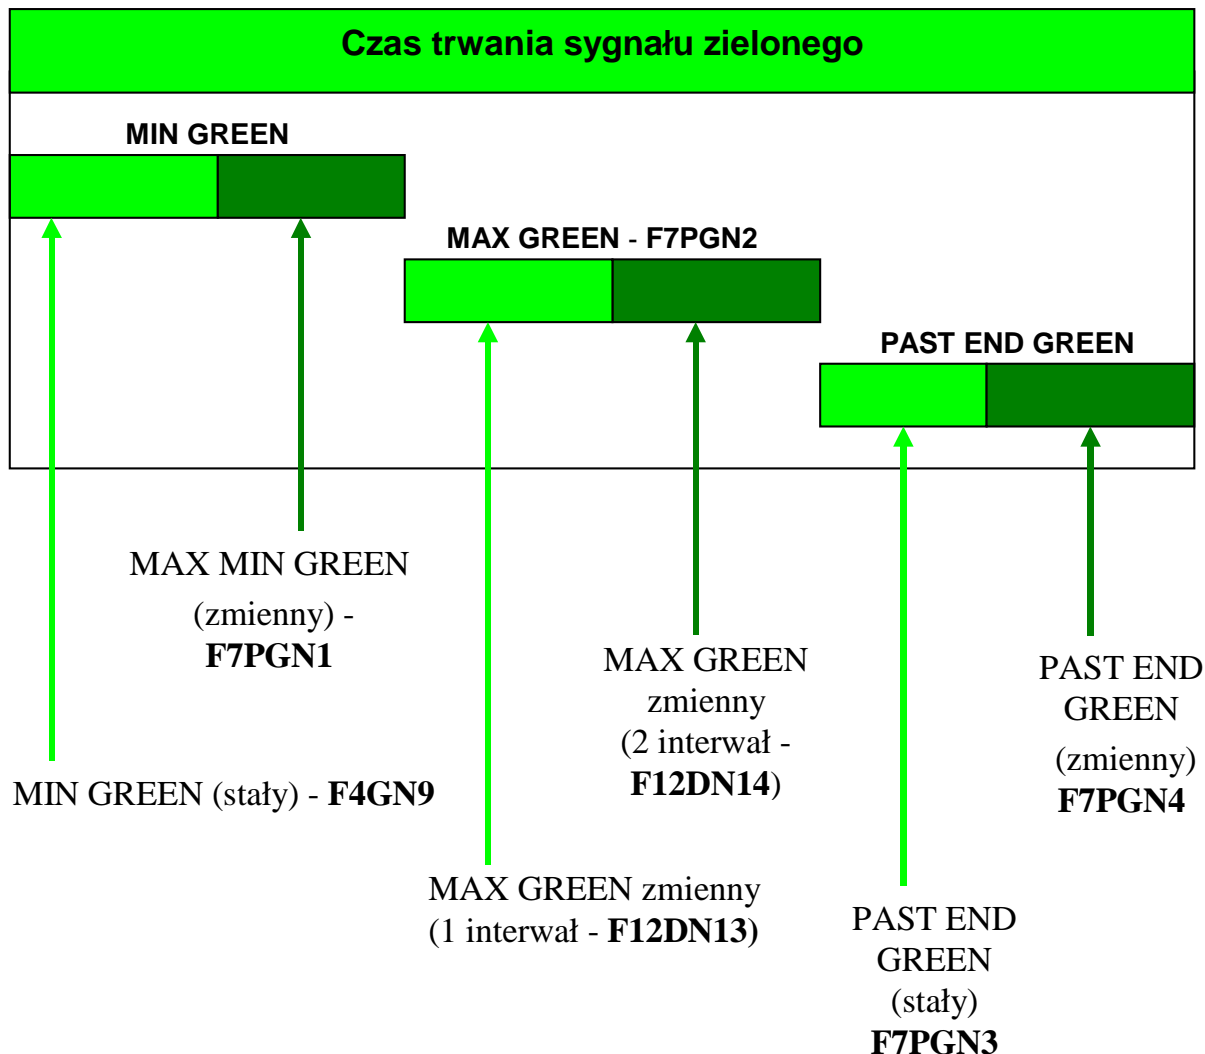 Czas trwania sygnału zielonego
MIN GREEN
MAX GREEN - F7PGN2
PAST END GREEN
MAX MIN GREEN
(zmienny) -
F7PGN1
MAX GREEN
zmienny
(2 interwał -
F12DN14)
PAST END
GREEN
(zmienny)
F7PGN4
MIN GREEN (stały) - F4GN9
MAX GREEN zmienny
(1 interwał - F12DN13)
PAST END
GREEN
(stały)
F7PGN3